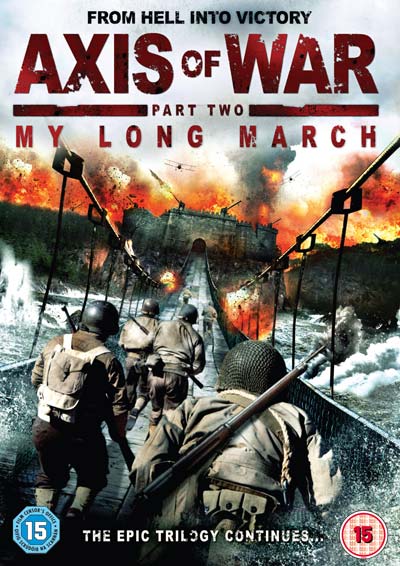 FROM HELL INTO VICTORY
AXIS OF WAR
PART TWO
MY LONG MARCH
THE EPIC TRILOGY CONTINUES...
15
15